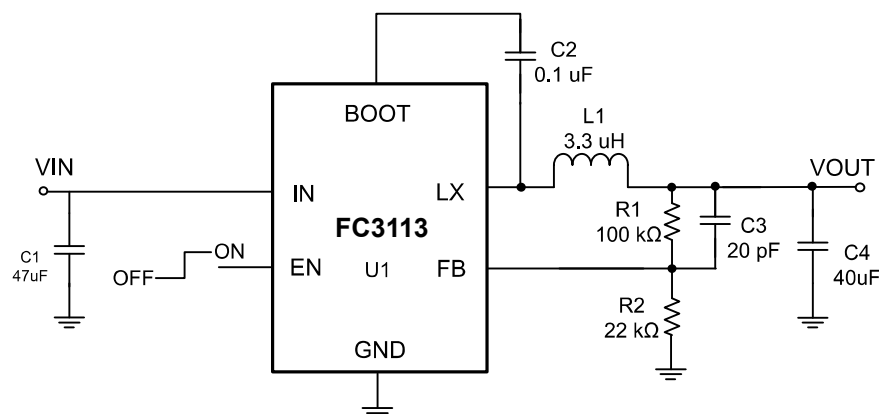 C2
0.1 uF
BOOT
L1
3.3 uH
VIN
VOUT
IN
LX
R1
100 kΩ
C3
20 pF
FC3113
C1
47uF
OFF
ON
EN
U1
FB
C4
40uF
R2
22 kΩ
GND